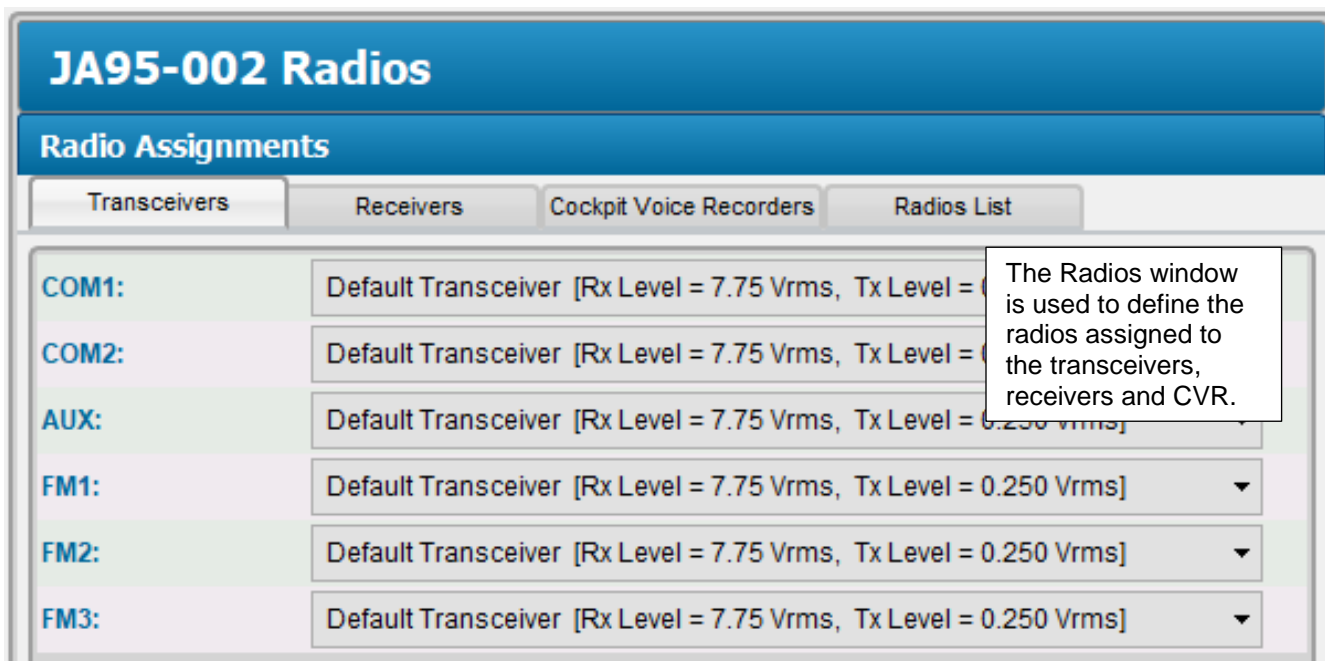 JA95-002 Radios
Radio Assignments
Transceivers Receivers Cockpit Voice Recorders Radios List
COM1: Default Transceiver [Rx Level = 7.75 Vrms, Tx Level =
COM2: Default Transceiver [Rx Level = 7.75 Vrms, Tx Level =
AUX: Default Transceiver [Rx Level = 7.75 Vrms, Tx Level = 0.250 Vrms]
FM1: Default Transceiver [Rx Level = 7.75 Vrms, Tx Level = 0.250 Vrms]
FM2: Default Transceiver [Rx Level = 7.75 Vrms, Tx Level = 0.250 Vrms]
FM3: Default Transceiver [Rx Level = 7.75 Vrms, Tx Level = 0.250 Vrms]
The Radios window
is used to define the
radios assigned to
the transceivers,
receivers and CVR.